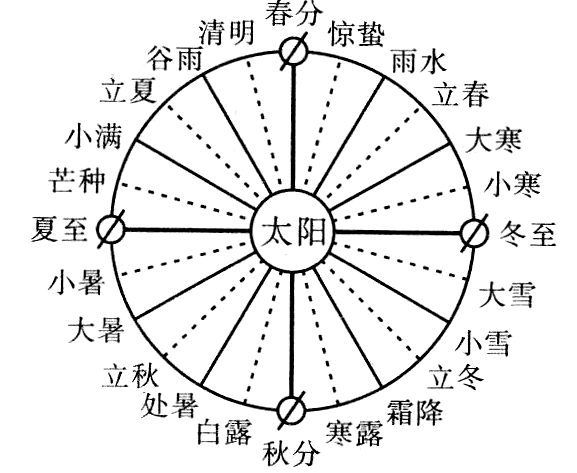 春分
清明
惊蛰
谷雨
雨水
立夏
立春
小满
大寒
芒种
小寒
夏至
太阳
冬至
小暑
大雪
大暑
小雪
立秋
立冬
处暑
霜降
白露
寒露
秋分